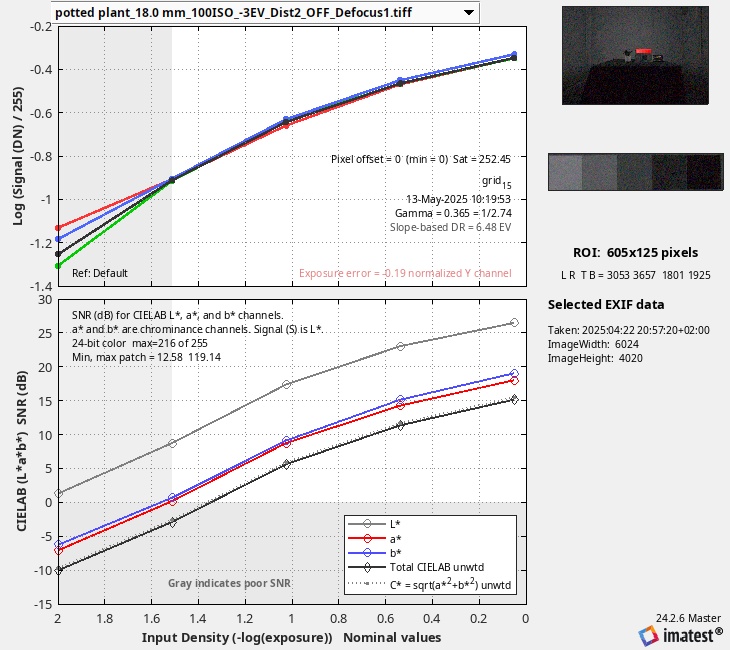 potted plant_18.0 mm_100ISO_-3EV_Dist2_OFF_Defocus1.tiff
-0.2
-0.4
-0.6
-0.8
-1
-1.2
-1.4
Log (Signal (DN) / 255)
Pixel offset = 0 (min = 0) Sat = 252.45
grid15
13-May-2025 10:19:53
Gamma = 0.365 = 1/2.74
Slope-based DR = 6.48 EV
Ref: Default
Exposure error = -0.19 normalized Y channel
30
25
20
15
10
5
0
-5
-10
-15
CIELAB (L*a*b*) SNR (dB)
SNR (dB) for CIELAB L*, a*, and b* channels.
a* and b* are chrominance channels. Signal (S) is L*.
24-bit color max=216 of 255
Min, max patch = 12.58 119.14
L*
a*
b*
Total CIELAB unwtd
C* = sqrt(a*2+b*2) unwtd
Gray indicates poor SNR
2 1.8 1.6 1.4 1.2 1 0.8 0.6 0.4 0.2 0
Input Density (-log(exposure)) Nominal values
ROI: 605x125 pixels
L R T B = 3053 3657 1801 1925
Selected EXIF data
Taken: 2025:04:22 20:57:20+02:00
ImageWidth: 6024
ImageHeight: 4020
24.2.6 Master
imatest®